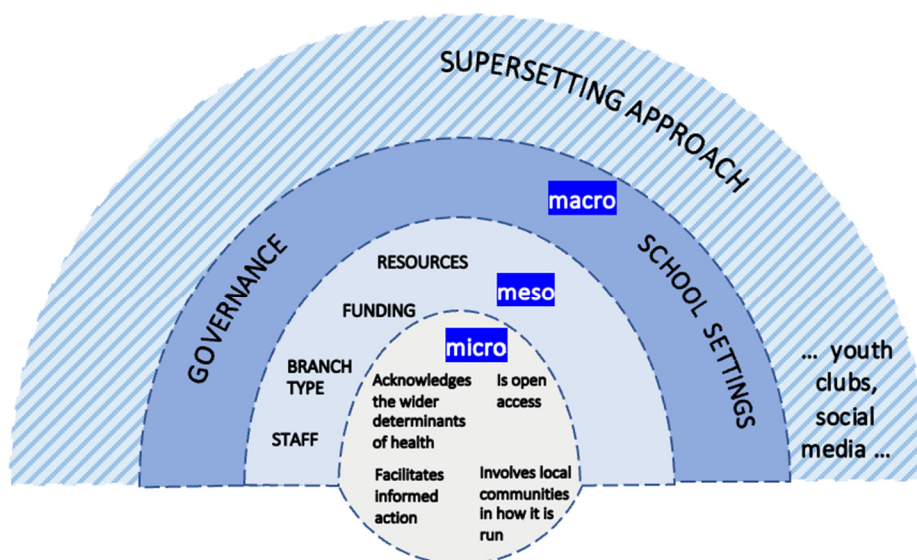 SUPERSETTING APPROACH
macro
GOVERNANCE
SCHOOL SETTINGS
RESOURCES
meso
FUNDING
BRANCH
TYPE
STAFF
micro
Acknowledges
the wider
determinants
of health
Is open
access
Facilitates
informed
action
Involves local
communities
in how it is
run
... youth
clubs,
social
media ...